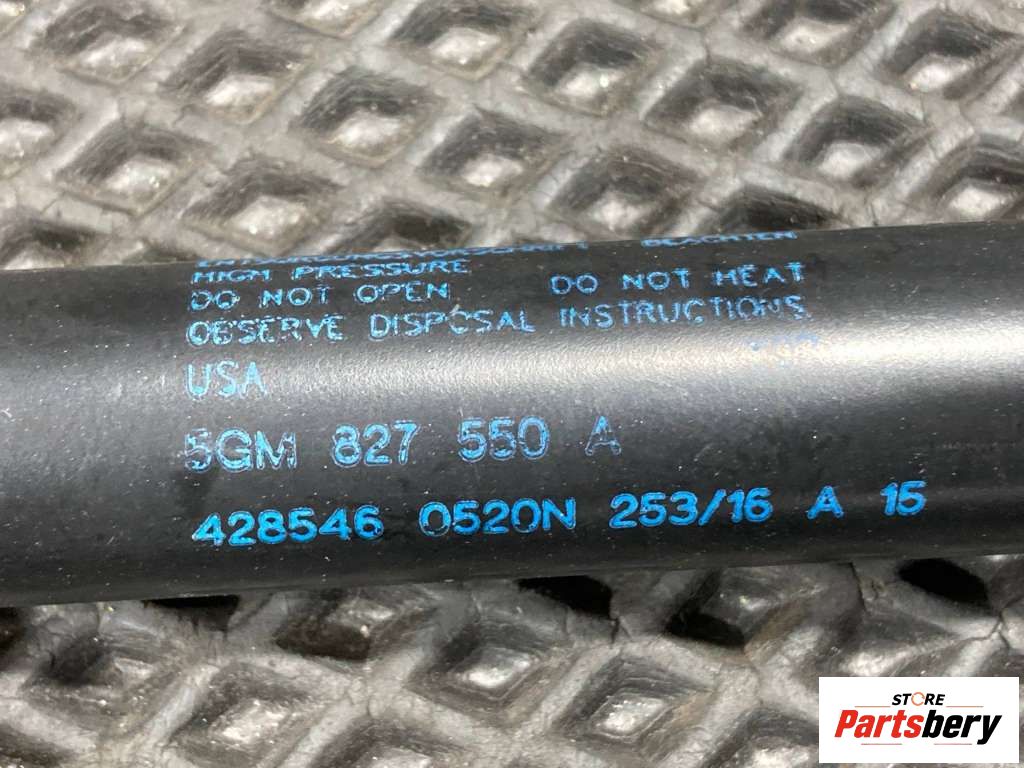 BEACHTEN
HIGH PRESSURE
DO NOT OPEN DO NOT HEAT
OBSERVE DISPOSAL INSTRUCTIONS
USA
5GM 827 550 A
428546 0520N 253/16 A 15
STORE
Partsbery